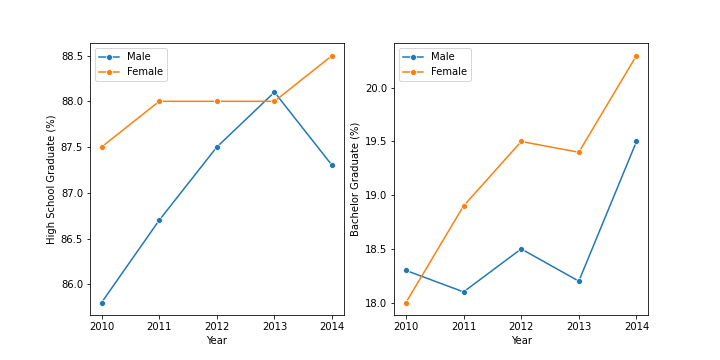 Male
Female
88.5
88.0
87.5
87.0
86.5
86.0
High School Graduate (%)
2010 2011 2012 2013 2014
Year
Male
Female
20.0
19.5
19.0
18.5
18.0
Bachelor Graduate (%)
2010 2011 2012 2013 2014
Year